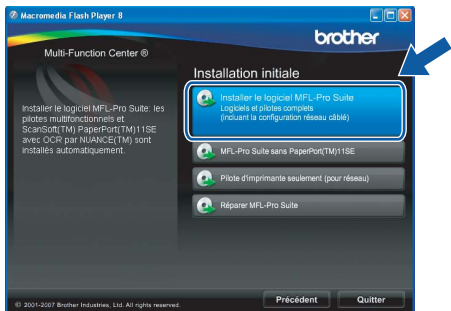 Macromedia Flash Player 8
brother
Multi-Function Center ®
Installation initiale
Installer le logiciel MFL-Pro Suite: les
pilotes multifonctionnels et
ScanSoft(TM) PaperPort(TM)11SE
avec OCR par NUANCE(TM) sont
installés automatiquement.
Installer le logiciel MFL-Pro Suite
Logiciels et pilotes complets
(incluant la configuration réseau câblé)
MFL-Pro Suite sans PaperPort(TM)11SE
Pilote d'imprimante seulement (pour réseau)
Réparer MFL-Pro Suite
© 2001-2007 Brother Industries, Ltd. All rights reserved.
Précédent
Quitter